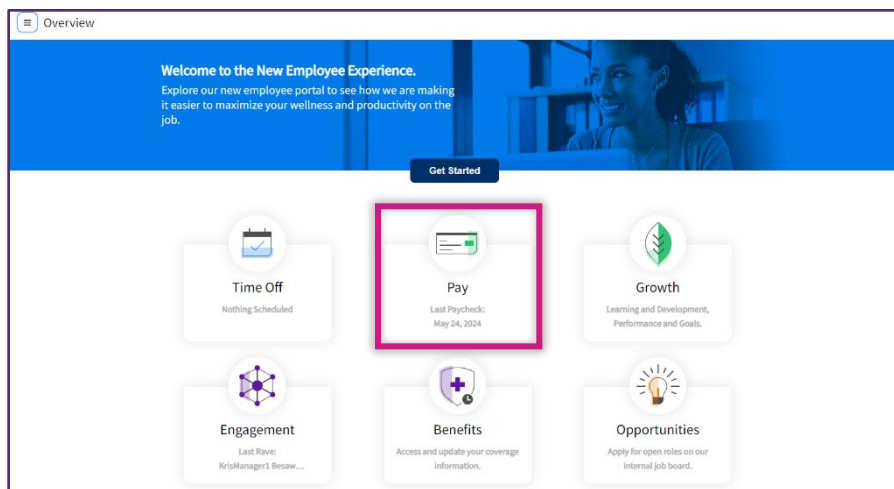 Overview
Welcome to the New Employee Experience.
Explore our new employee portal to see how we are making
it easier to maximize your wellness and productivity on the
job.
Get Started
Time Off
Nothing Scheduled
Pay
Last Paycheck:
May 24, 2024
Growth
Learning and Development,
Performance and Goals.
Engagement
Last Rave:
KrisManager1 Besaw...
Benefits
Access and update your coverage
information.
Opportunities
Apply for open roles on our
internal job board.